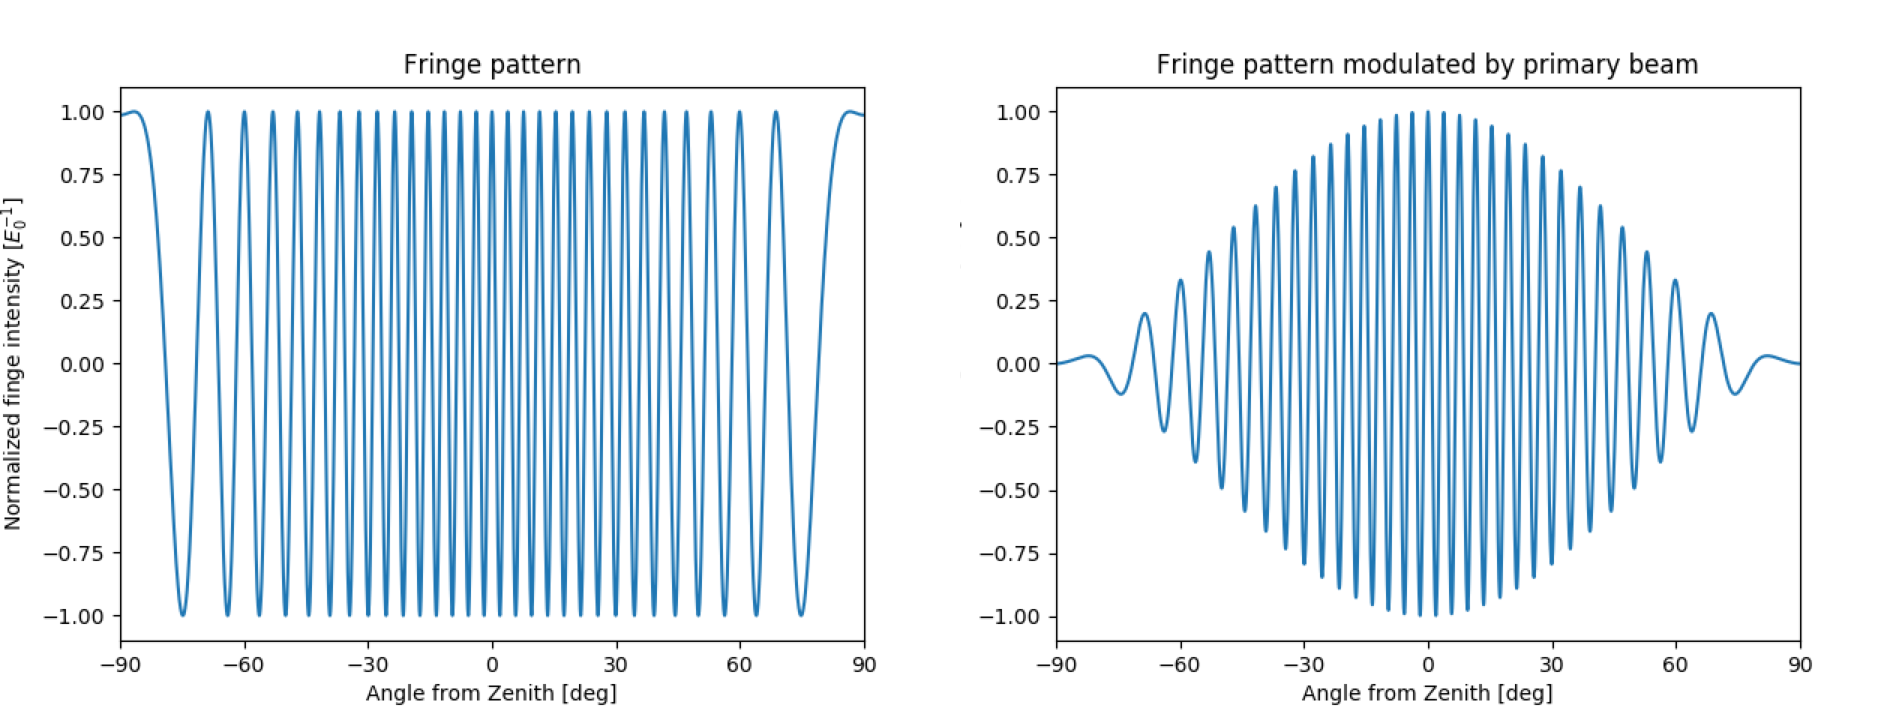 Fringe pattern
Normalized finge intensity [E₀⁻¹]
1.00
0.75
0.50
0.25
0.00
−0.25
−0.50
−0.75
−1.00
−90 −60 −30 0 30 60 90
Angle from Zenith [deg]
Fringe pattern modulated by primary beam
1.00
0.75
0.50
0.25
0.00
−0.25
−0.50
−0.75
−1.00
−90 −60 −30 0 30 60 90
Angle from Zenith [deg]